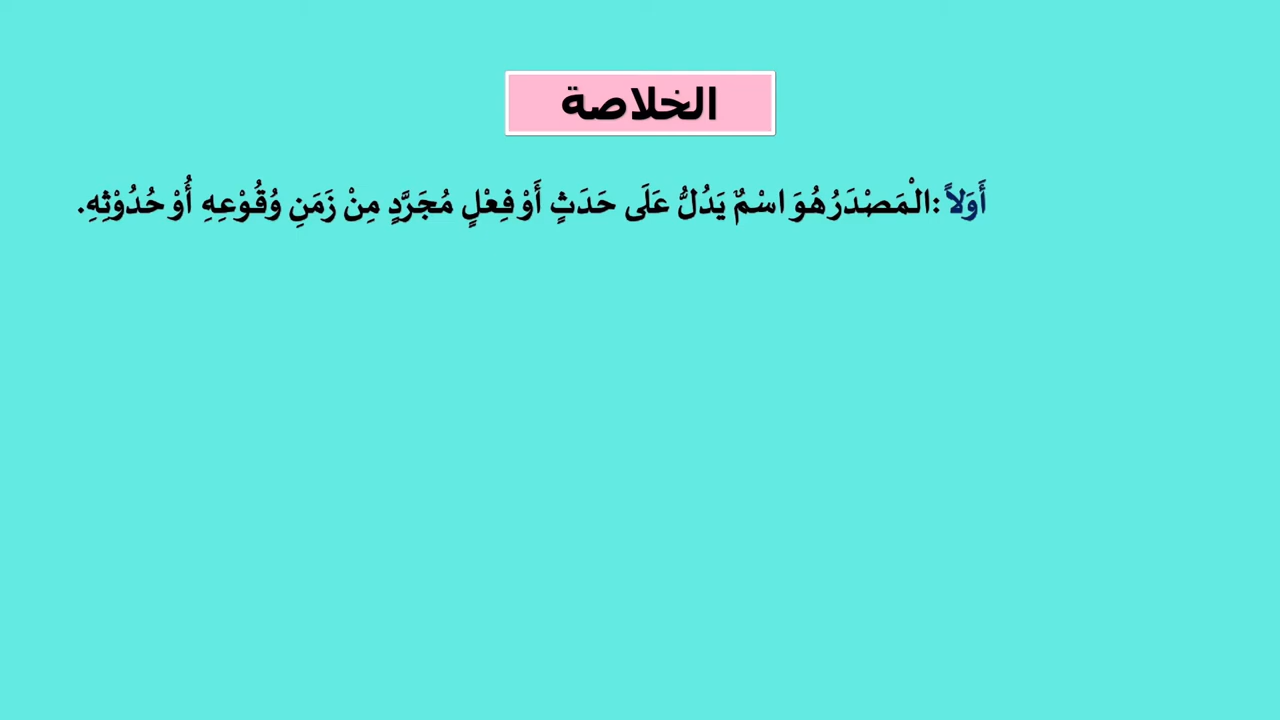 الخلاصة
أَوَلاً :الْمَصْدَرُ هُوَ اسْمٌ يَدُلُّ عَلَى حَدَثٍ أَوْ فِعْلٍ مُجَرَّدٍ مِنْ زَمَنِ وُقُوْعِهِ أُوْ حُدُوْثِهِ.